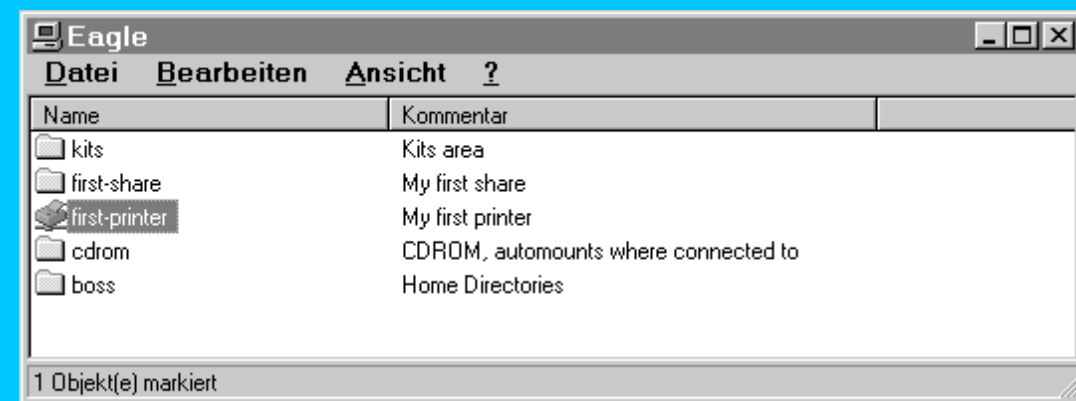 Eagle
Datei Bearbeiten Ansicht ?
Name Kommentar
kits Kits area
first-share My first share
first-printer My first printer
cdrom CDROM, automounts where connected to
boss Home Directories
1 Objekt(e) markiert